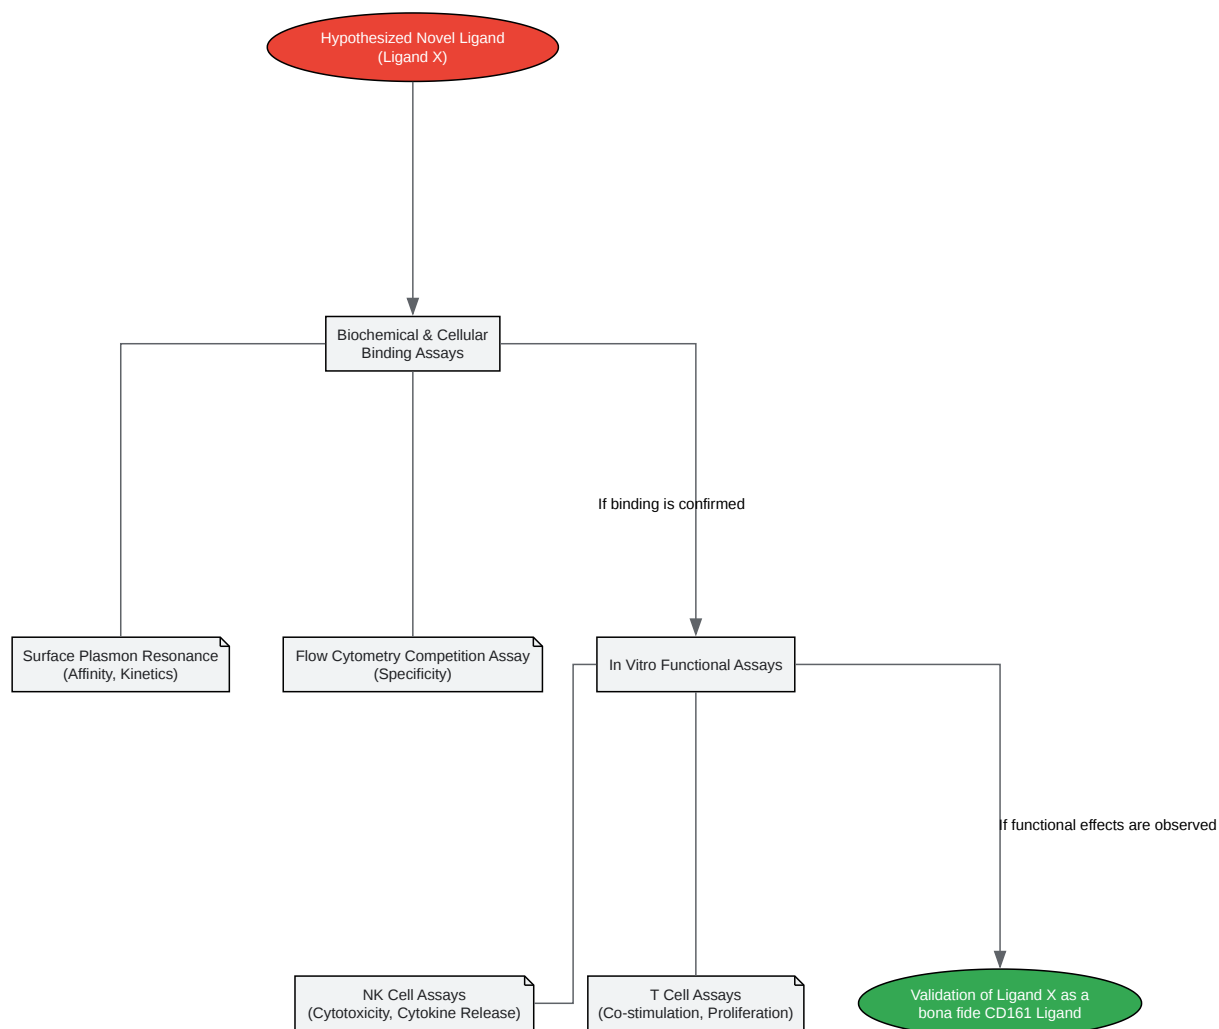 Hypothesized Novel Ligand
(Ligand X)
Biochemical & Cellular
Binding Assays
If binding is confirmed
Surface Plasmon Resonance
(Affinity, Kinetics)
Flow Cytometry Competition Assay
(Specificity)
In Vitro Functional Assays
If functional effects are observed
NK Cell Assays
(Cytotoxicity, Cytokine Release)
T Cell Assays
(Co-stimulation, Proliferation)
Validation of Ligand X as a
bona fide CD161 Ligand